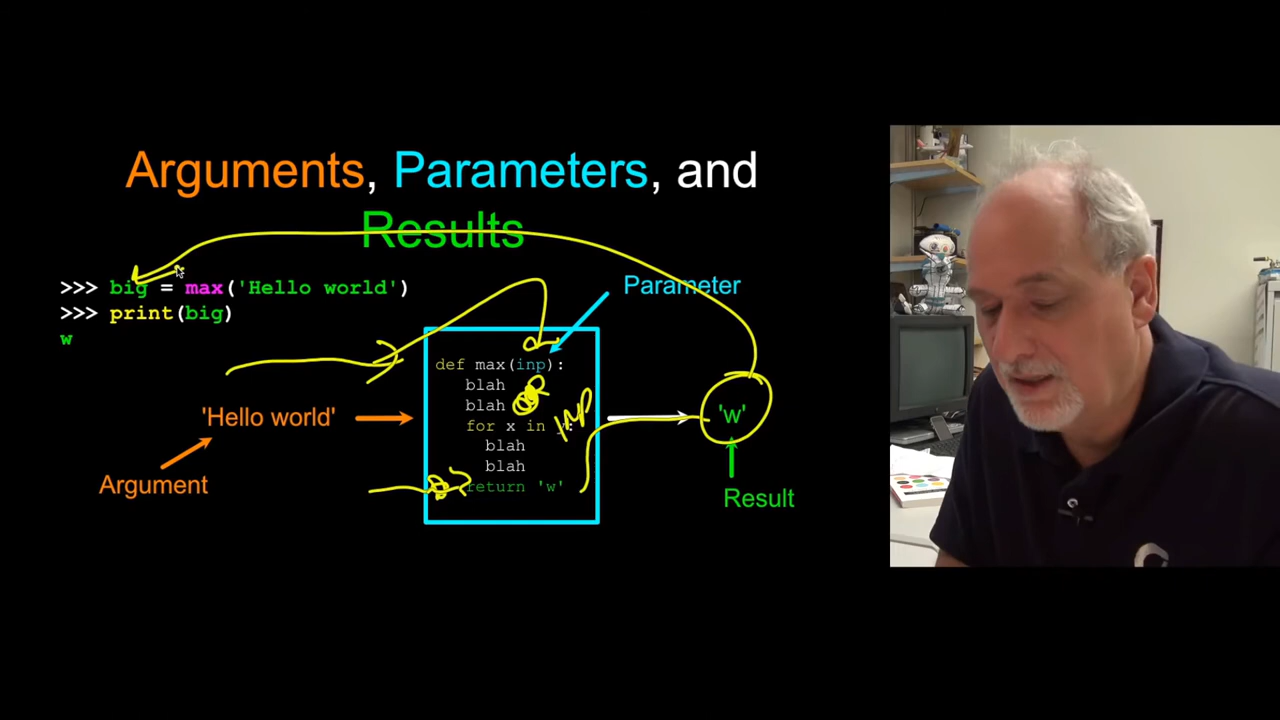 Arguments, Parameters, and
Results
>>> big = max('Hello world')
>>> print(big)
w
Parameter
def max(inp):
blah
blah
for x in y:
blah
blah
return 'w'
inp
'Hello world'
'w'
Argument
Result